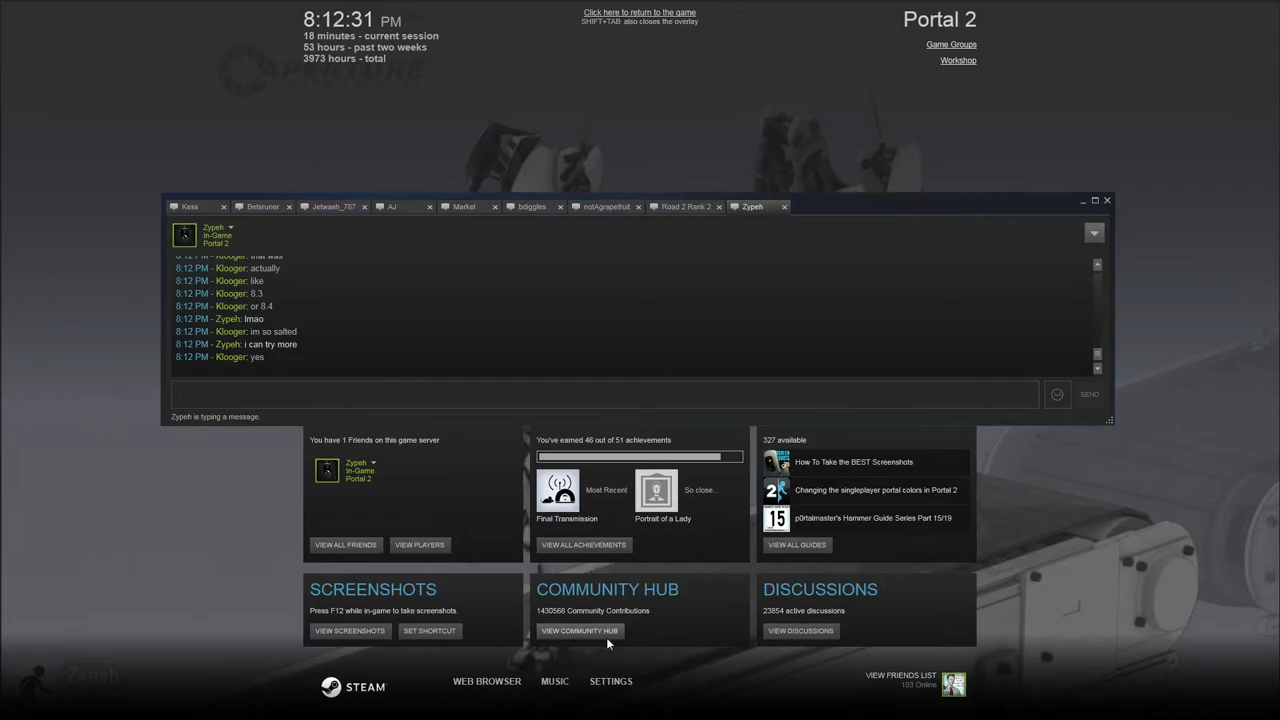 8:12:31 PM
18 minutes - current session
53 hours - past two weeks
3973 hours - total
Click here to return to the game
SHIFT+TAB also closes the overlay
Portal 2
Game Groups
Workshop
APERTURE
Kess
Betsruner
Jetwash_767
AJ
Markel
bdiggles
notAgrapefruit
Road 2 Rank 2
Zypeh
Zypeh
In-Game
Portal 2
8:12 PM - Klooger: that was
8:12 PM - Klooger: actually
8:12 PM - Klooger: like
8:12 PM - Klooger: 8.3
8:12 PM - Klooger: or 8.4
8:12 PM - Zypeh: lmao
8:12 PM - Klooger: im so salted
8:12 PM - Zypeh: i can try more
8:12 PM - Klooger: yes
SEND
Zypeh is typing a message.
You have 1 Friends on this game server
Zypeh
In-Game
Portal 2
VIEW ALL FRIENDS
VIEW PLAYERS
You've earned 46 out of 51 achievements
Most Recent
So close...
Final Transmission
Portrait of a Lady
VIEW ALL ACHIEVEMENTS
327 available
How To Take the BEST Screenshots
2
Changing the singleplayer portal colors in Portal 2
15
p0rtalmaster's Hammer Guide Series Part 15/19
VIEW ALL GUIDES
SCREENSHOTS
Press F12 while in-game to take screenshots.
VIEW SCREENSHOTS
SET SHORTCUT
COMMUNITY HUB
1430566 Community Contributions
VIEW COMMUNITY HUB
DISCUSSIONS
23854 active discussions
VIEW DISCUSSIONS
Zypeh
STEAM
WEB BROWSER
MUSIC
SETTINGS
VIEW FRIENDS LIST
103 Online